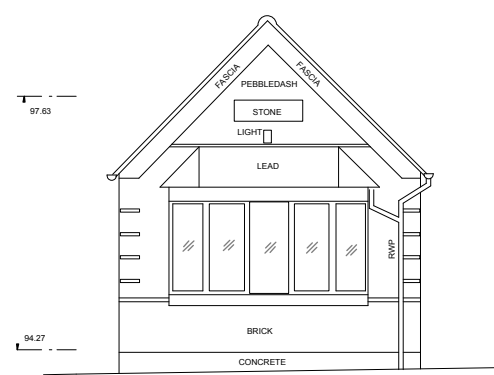 FASCIA
FASCIA
PEBBLEDASH
97.63
STONE
LIGHT
LEAD
RWP
BRICK
94.27
CONCRETE